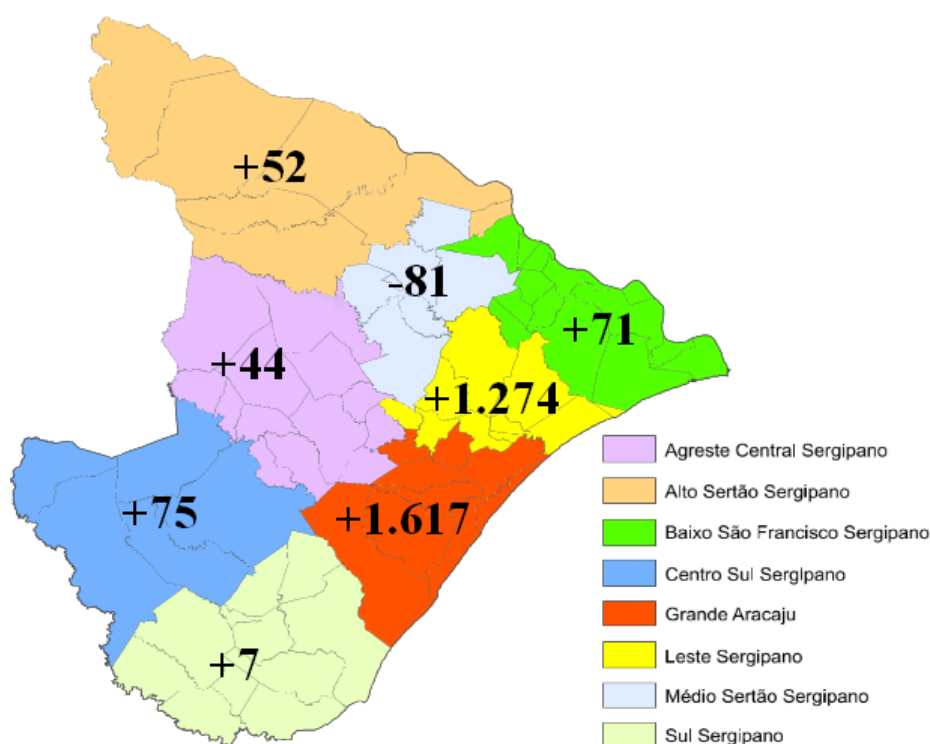 +52
-81
+71
+44
+1.274
+75
+1.617
+7
Agreste Central Sergipano
Alto Sertão Sergipano
Baixo São Francisco Sergipano
Centro Sul Sergipano
Grande Aracaju
Leste Sergipano
Médio Sertão Sergipano
Sul Sergipano